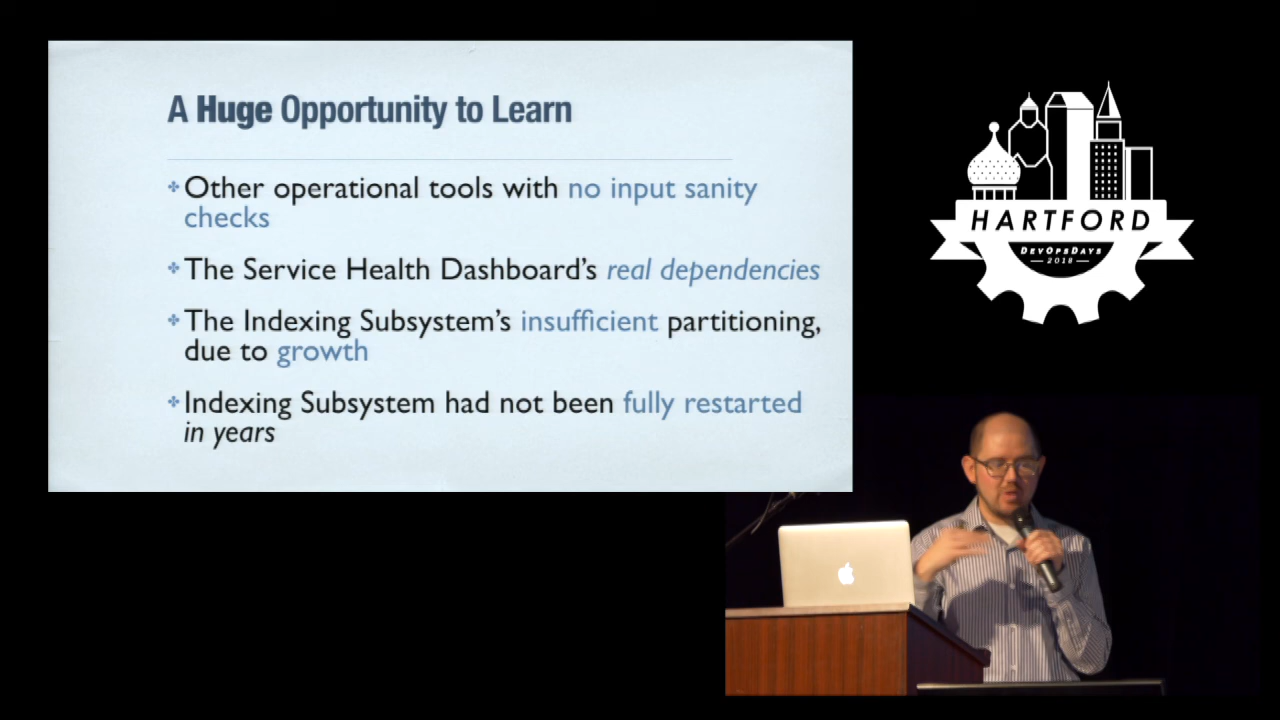 A Huge Opportunity to Learn
Other operational tools with no input sanity
checks
The Service Health Dashboard's real dependencies
The Indexing Subsystem's insufficient partitioning,
due to growth
Indexing Subsystem had not been fully restarted
in years
HARTFORD
DEVOPSDAYS
2018